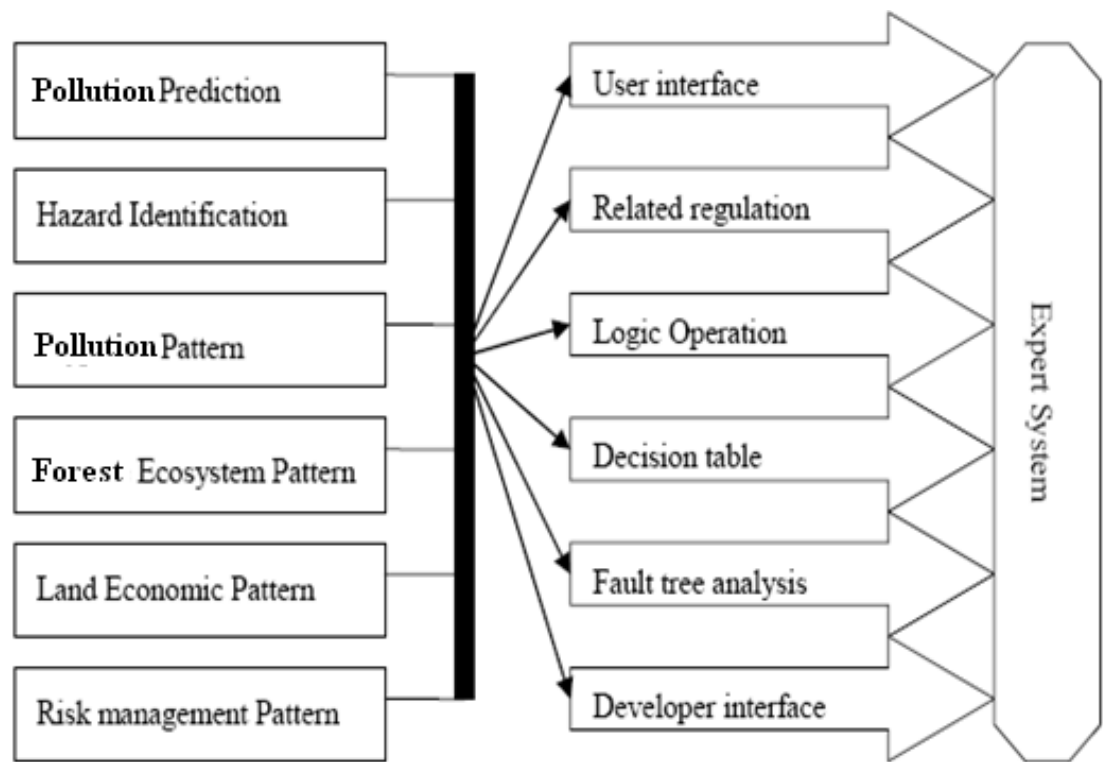 Pollution Prediction
Hazard Identification
Pollution Pattern
Forest Ecosystem Pattern
Land Economic Pattern
Risk management Pattern
User interface
Related regulation
Logic Operation
Decision table
Fault tree analysis
Developer interface
Expert System